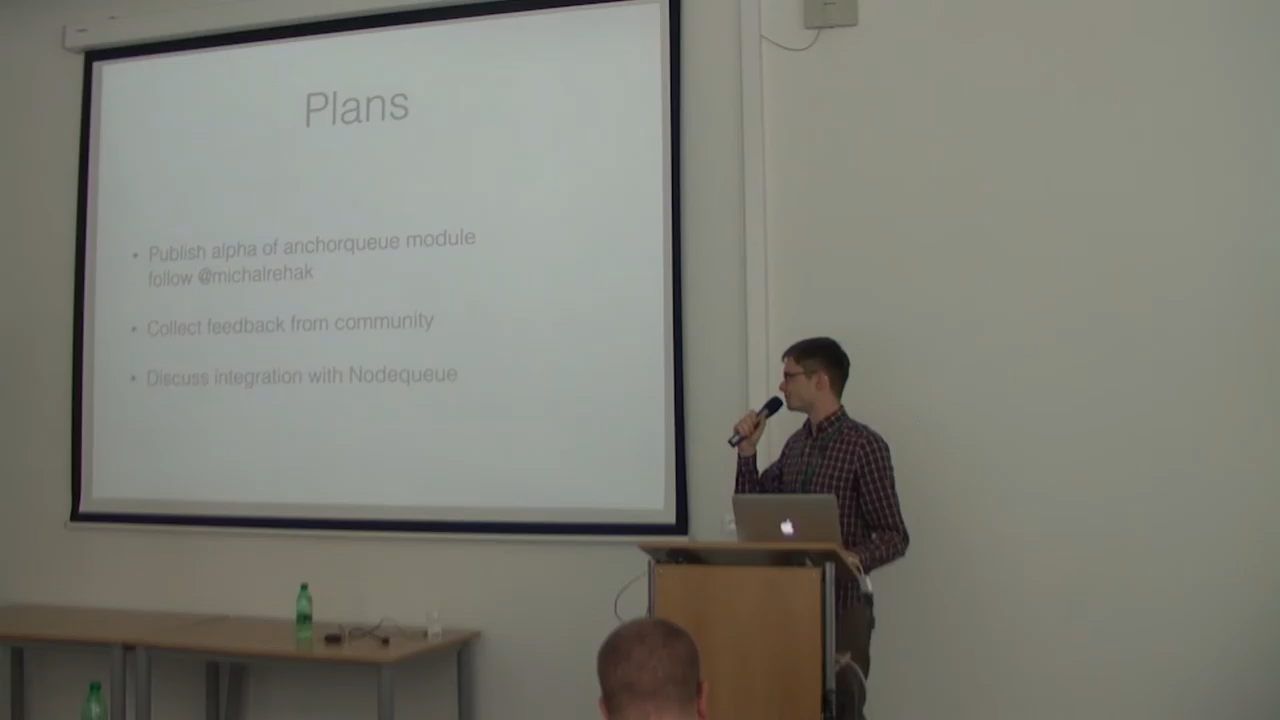 Plans
• Publish alpha of anchorqueue module
follow @michalrehak
• Collect feedback from community
• Discuss integration with Nodequeue